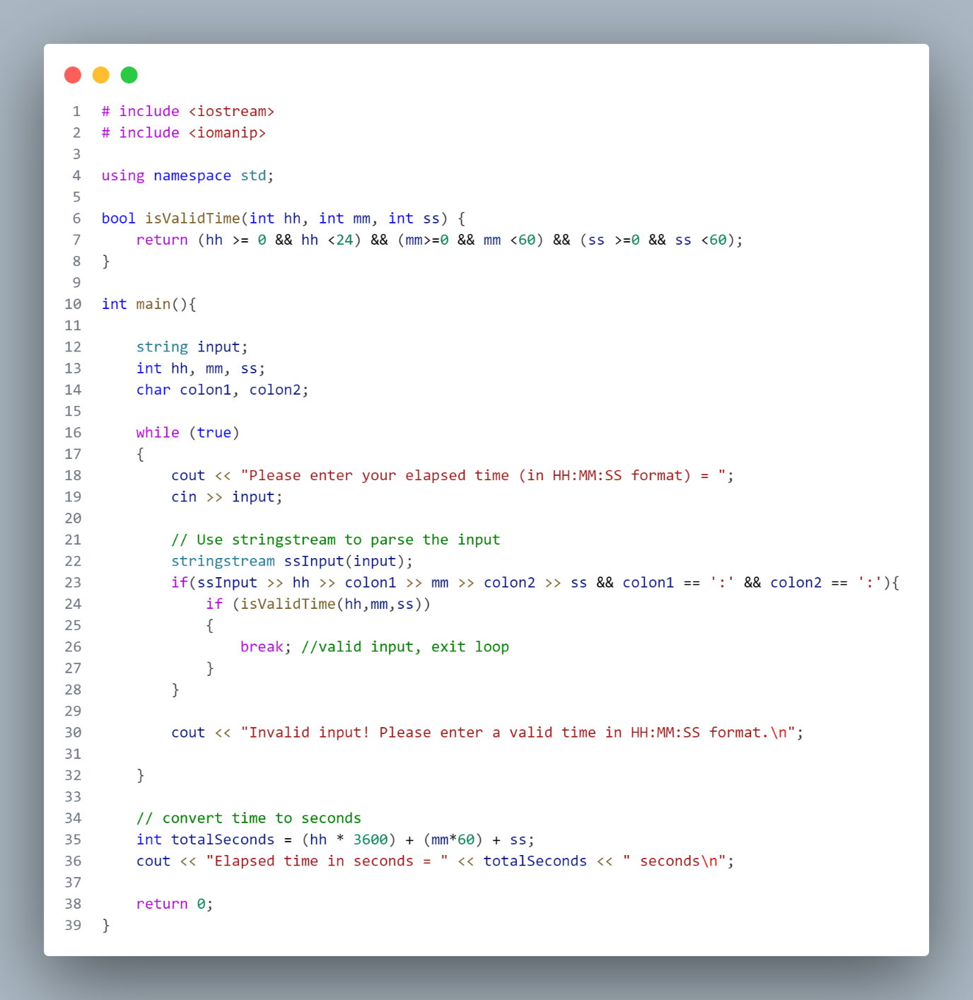 1 # include <iostream>
2 # include <iomanip>
3
4 using namespace std;
5
6 bool isValidTime(int hh, int mm, int ss) {
7     return (hh >= 0 && hh <24) && (mm>=0 && mm <60) && (ss >=0 && ss <60);
8 }
9
10 int main(){
11
12     string input;
13     int hh, mm, ss;
14     char colon1, colon2;
15
16     while (true)
17     {
18         cout << "Please enter your elapsed time (in HH:MM:SS format) = ";
19         cin >> input;
20
21         // Use stringstream to parse the input
22         stringstream ssInput(input);
23         if(ssInput >> hh >> colon1 >> mm >> colon2 >> ss && colon1 == ':' && colon2 == ':'){
24             if (isValidTime(hh,mm,ss))
25             {
26                 break; //valid input, exit loop
27             }
28         }
29
30         cout << "Invalid input! Please enter a valid time in HH:MM:SS format.\n";
31
32     }
33
34     // convert time to seconds
35     int totalSeconds = (hh * 3600) + (mm*60) + ss;
36     cout << "Elapsed time in seconds = " << totalSeconds << " seconds\n";
37
38     return 0;
39 }